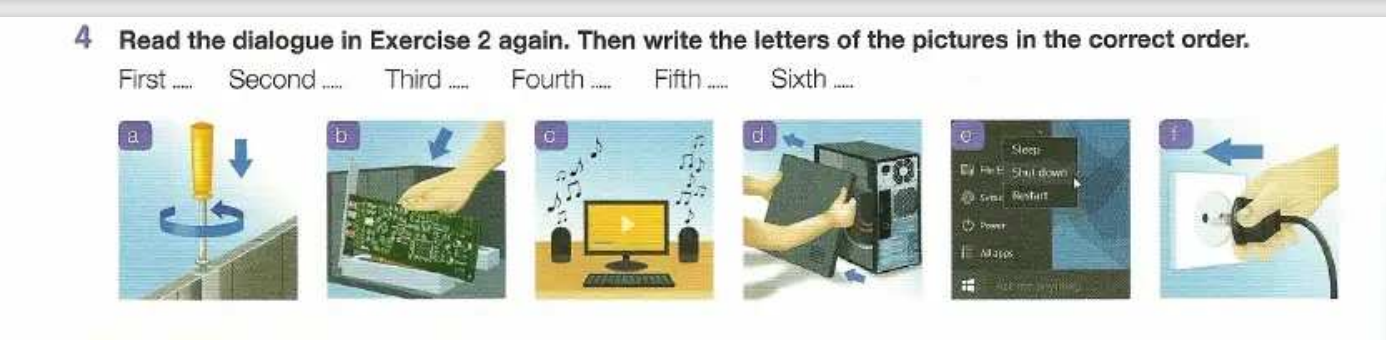 4 Read the dialogue in Exercise 2 again. Then write the letters of the pictures in the correct order.
First ..... Second ..... Third ..... Fourth ..... Fifth ..... Sixth .....
a b c d e f
Sleep
Shut down
Restart
Power
All apps